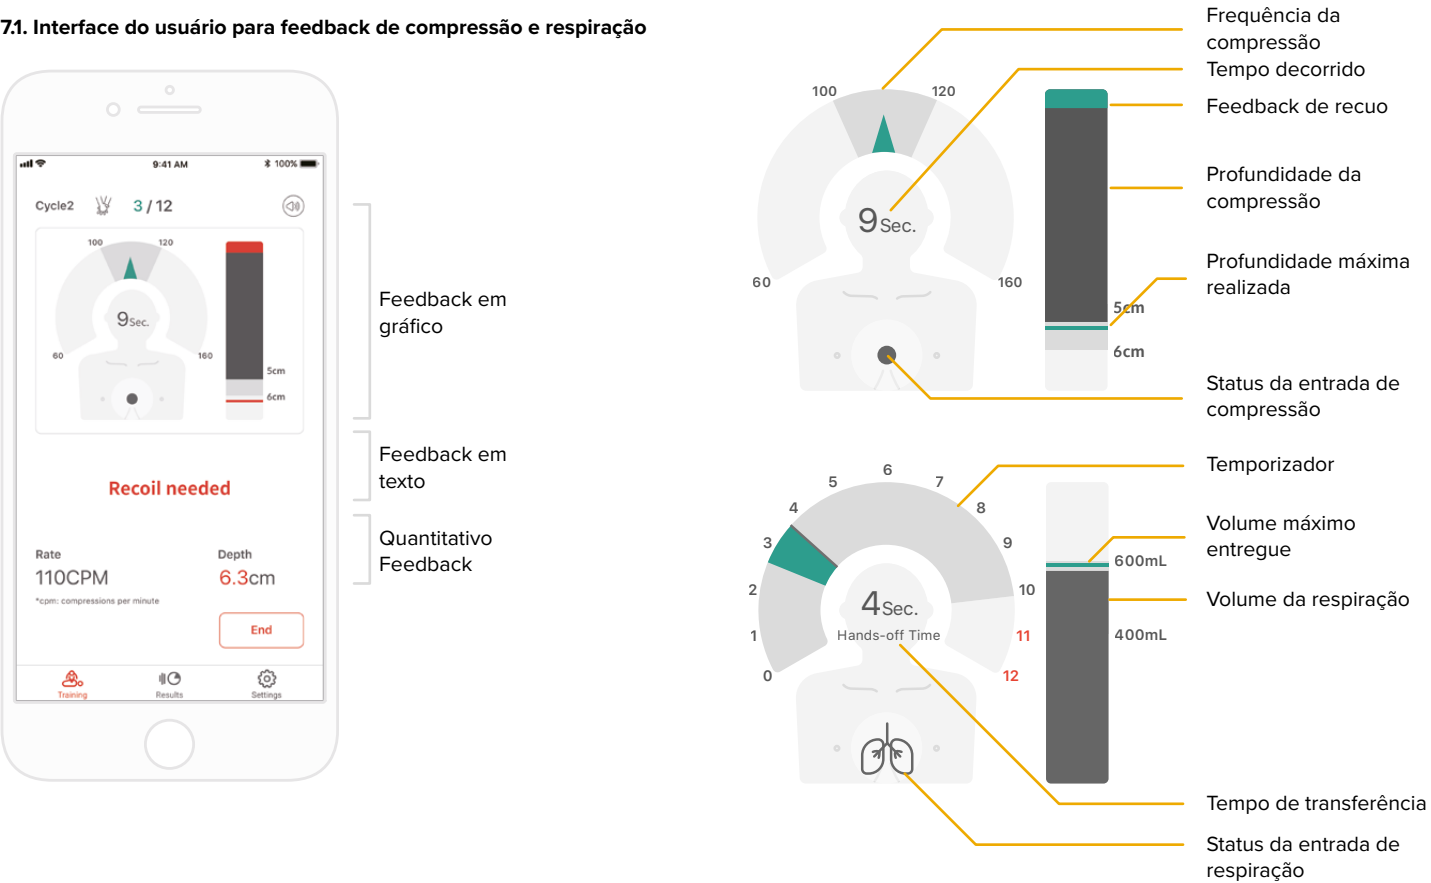 7.1. Interface do usuário para feedback de compressão e respiração
9:41 AM
100%
Cycle2
3 / 12
100
120
9Sec.
60
160
5cm
6cm
Recoil needed
Rate
Depth
110CPM
6.3cm
*cpm: compressions per minute
End
Training
Results
Settings
Feedback em
gráfico
Feedback em
texto
Quantitativo
Feedback
100
120
9Sec.
60
160
5cm
6cm
Frequência da
compressão
Tempo decorrido
Feedback de recuo
Profundidade da
compressão
Profundidade máxima
realizada
Status da entrada de
compressão
0
1
2
3
4
5
6
7
8
9
10
11
12
4Sec.
Hands-off Time
600mL
400mL
Temporizador
Volume máximo
entregue
Volume da respiração
Tempo de transferência
Status da entrada de
respiração